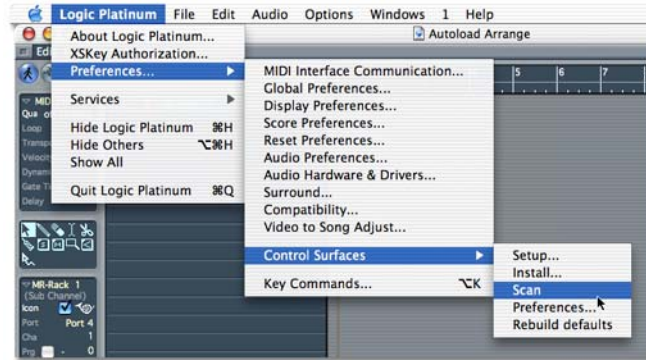 Logic Platinum File Edit Audio Options Windows 1 Help
Autoload Arrange
About Logic Platinum...
XSKey Authorization...
Preferences...
Services
Hide Logic Platinum ⌘H
Hide Others ⌥⌘H
Show All
Quit Logic Platinum ⌘Q
MIDI Interface Communication...
Global Preferences...
Display Preferences...
Score Preferences...
Reset Preferences...
Audio Preferences...
Audio Hardware & Drivers...
Surround...
Compatibility...
Video to Song Adjust...
Control Surfaces
Key Commands... ⌥K
Setup...
Install...
Scan
Preferences...
Rebuild defaults
5 6 7
Edi
MID
Loop
Transp
Velocit
Dynam
Gate Ti
Delay
MR-Rack 1
(Sub Channel)
Icon
Port Port 4
Cha 1
Prg - 0